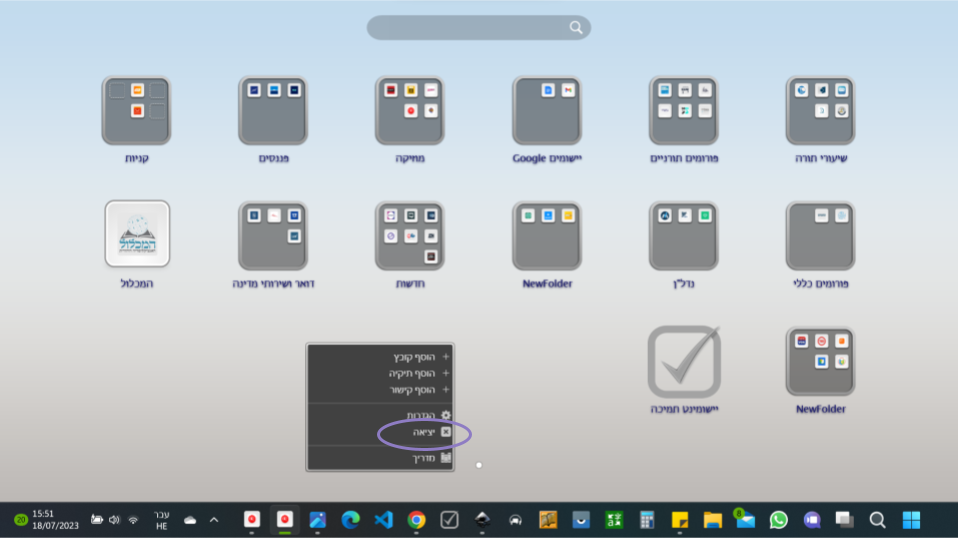 שיעורי תורה
פורומים תורניים
יישומים Google
מחיקה
פננסים
קניות
פורומים כללי
נדל"ן
NewFolder
חדשות
דואר ושירותי מדינה
המכלול
המכלול
NewFolder
יישומינט תמיכה
+ הוסף קובץ
+ הוסף תיקיה
+ הוסף קישור
הגדרות
יציאה
מדריך
20
15:51
18/07/2023
עבר
HE
8